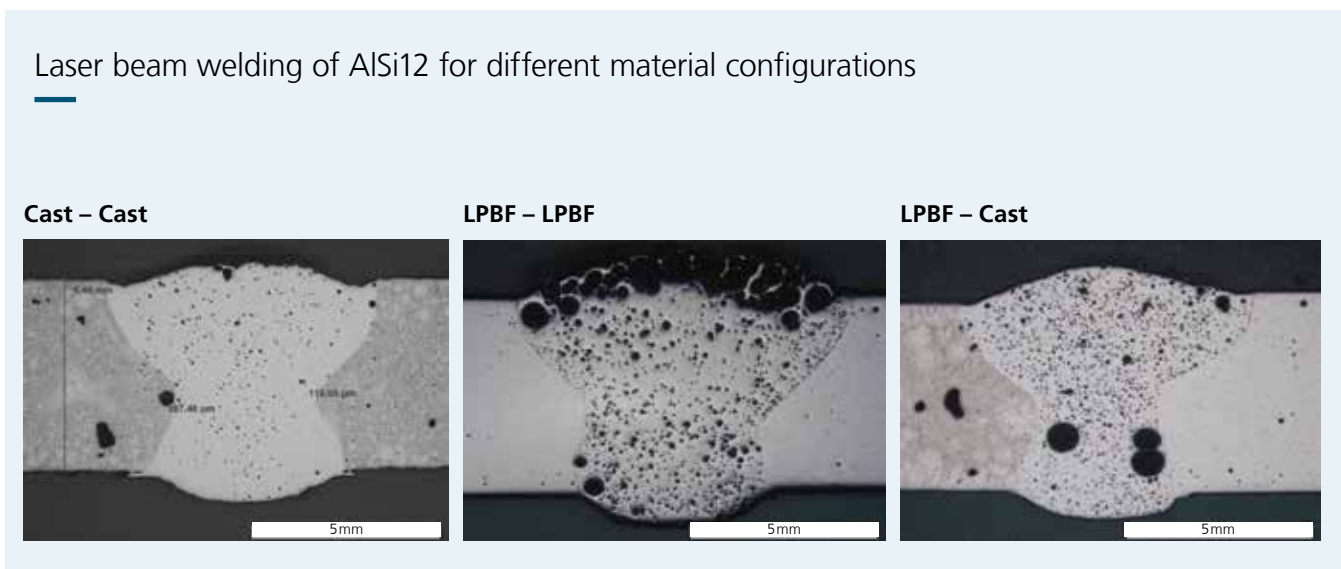 Laser beam welding of AlSi12 for different material configurations
Cast – Cast
LPBF – LPBF
LPBF – Cast
5mm
5mm
5mm